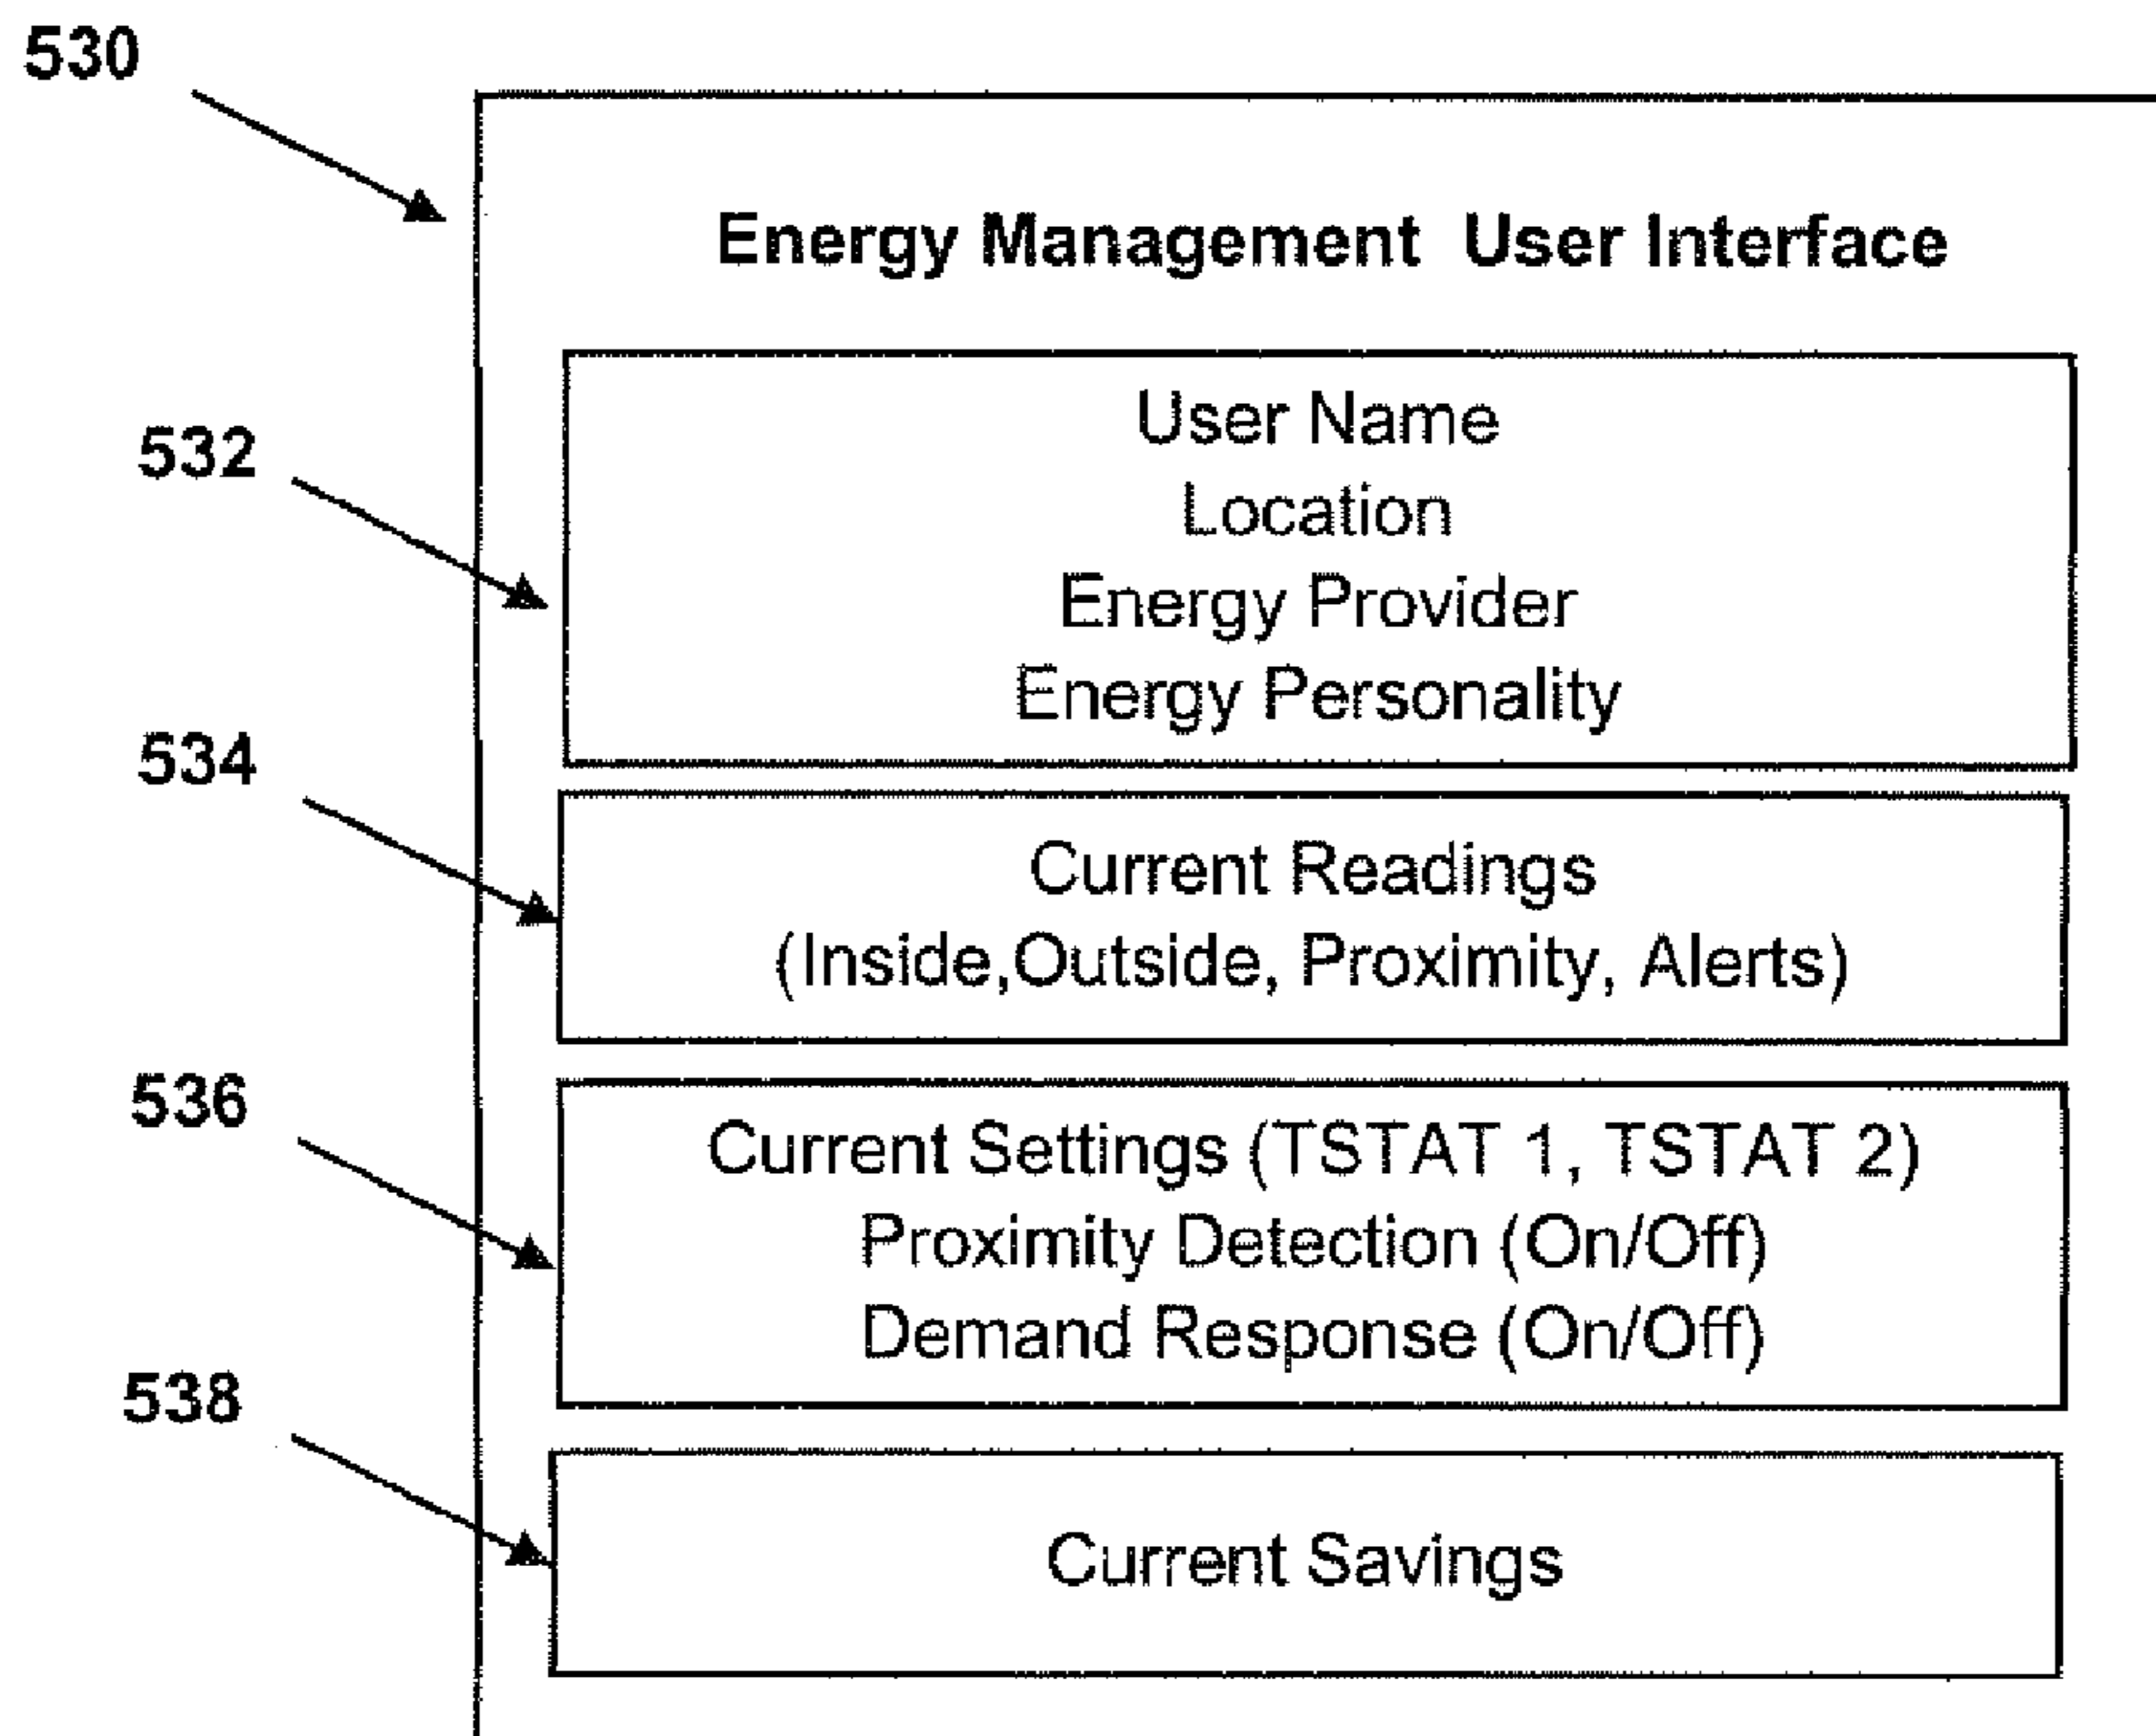 530
Energy Management User Interface
532
User Name
Location
Energy Provider
Energy Personality
534
Current Readings
(Inside,Outside, Proximity, Alerts)
536
Current Settings (TSTAT 1, TSTAT 2)
Proximity Detection (On/Off)
Demand Response (On/Off)
538
Current Savings